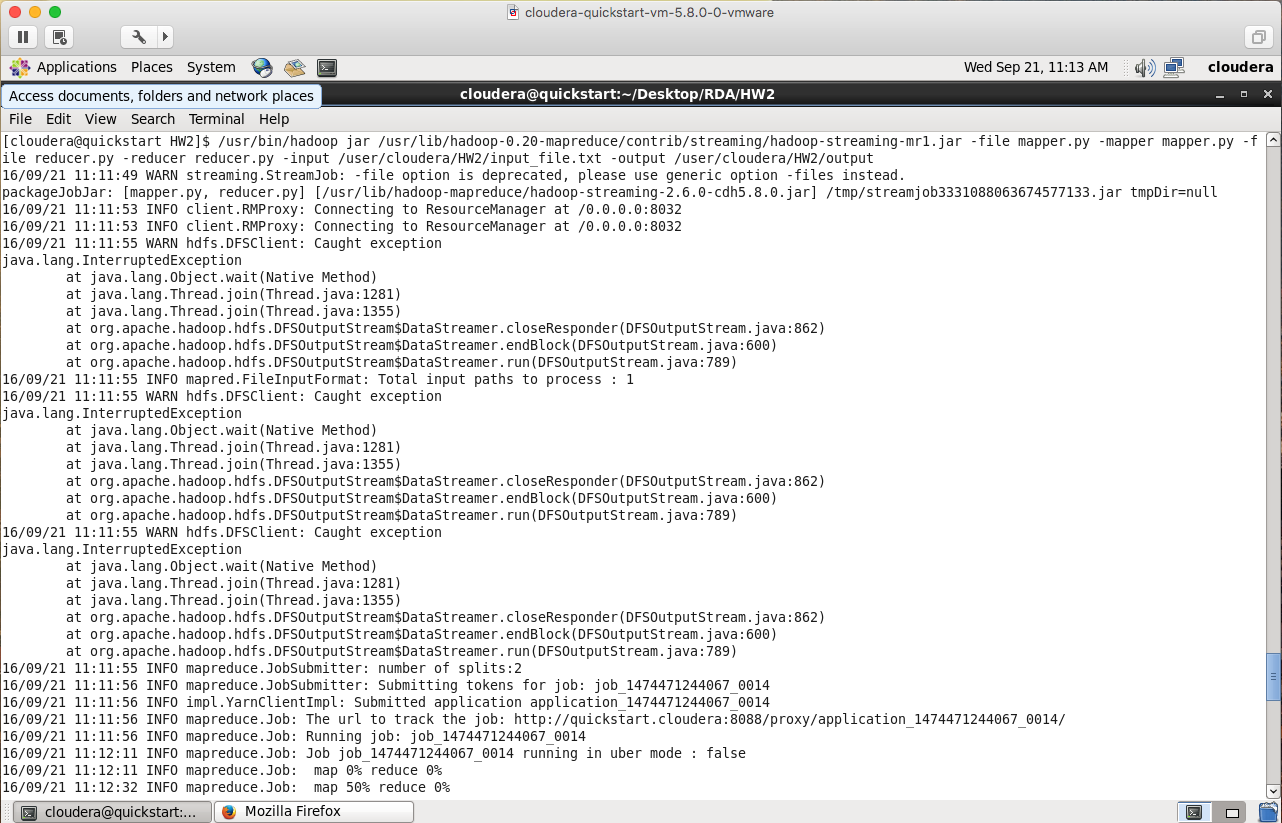 cloudera-quickstart-vm-5.8.0-0-vmware
Applications Places System
Wed Sep 21, 11:13 AM cloudera
Access documents, folders and network places
cloudera@quickstart:~/Desktop/RDA/HW2
File Edit View Search Terminal Help
[cloudera@quickstart HW2]$ /usr/bin/hadoop jar /usr/lib/hadoop-0.20-mapreduce/contrib/streaming/hadoop-streaming-mr1.jar -file mapper.py -mapper mapper.py -f
ile reducer.py -reducer reducer.py -input /user/cloudera/HW2/input_file.txt -output /user/cloudera/HW2/output
16/09/21 11:11:49 WARN streaming.StreamJob: -file option is deprecated, please use generic option -files instead.
packageJobJar: [mapper.py, reducer.py] [/usr/lib/hadoop-mapreduce/hadoop-streaming-2.6.0-cdh5.8.0.jar] /tmp/streamjob3331088063674577133.jar tmpDir=null
16/09/21 11:11:53 INFO client.RMProxy: Connecting to ResourceManager at /0.0.0.0:8032
16/09/21 11:11:53 INFO client.RMProxy: Connecting to ResourceManager at /0.0.0.0:8032
16/09/21 11:11:55 WARN hdfs.DFSClient: Caught exception
java.lang.InterruptedException
at java.lang.Object.wait(Native Method)
at java.lang.Thread.join(Thread.java:1281)
at java.lang.Thread.join(Thread.java:1355)
at org.apache.hadoop.hdfs.DFSOutputStream$DataStreamer.closeResponder(DFSOutputStream.java:862)
at org.apache.hadoop.hdfs.DFSOutputStream$DataStreamer.endBlock(DFSOutputStream.java:600)
at org.apache.hadoop.hdfs.DFSOutputStream$DataStreamer.run(DFSOutputStream.java:789)
16/09/21 11:11:55 INFO mapred.FileInputFormat: Total input paths to process : 1
16/09/21 11:11:55 WARN hdfs.DFSClient: Caught exception
java.lang.InterruptedException
at java.lang.Object.wait(Native Method)
at java.lang.Thread.join(Thread.java:1281)
at java.lang.Thread.join(Thread.java:1355)
at org.apache.hadoop.hdfs.DFSOutputStream$DataStreamer.closeResponder(DFSOutputStream.java:862)
at org.apache.hadoop.hdfs.DFSOutputStream$DataStreamer.endBlock(DFSOutputStream.java:600)
at org.apache.hadoop.hdfs.DFSOutputStream$DataStreamer.run(DFSOutputStream.java:789)
16/09/21 11:11:55 WARN hdfs.DFSClient: Caught exception
java.lang.InterruptedException
at java.lang.Object.wait(Native Method)
at java.lang.Thread.join(Thread.java:1281)
at java.lang.Thread.join(Thread.java:1355)
at org.apache.hadoop.hdfs.DFSOutputStream$DataStreamer.closeResponder(DFSOutputStream.java:862)
at org.apache.hadoop.hdfs.DFSOutputStream$DataStreamer.endBlock(DFSOutputStream.java:600)
at org.apache.hadoop.hdfs.DFSOutputStream$DataStreamer.run(DFSOutputStream.java:789)
16/09/21 11:11:55 INFO mapreduce.JobSubmitter: number of splits:2
16/09/21 11:11:56 INFO mapreduce.JobSubmitter: Submitting tokens for job: job_1474471244067_0014
16/09/21 11:11:56 INFO impl.YarnClientImpl: Submitted application application_1474471244067_0014
16/09/21 11:11:56 INFO mapreduce.Job: The url to track the job: http://quickstart.cloudera:8088/proxy/application_1474471244067_0014/
16/09/21 11:11:56 INFO mapreduce.Job: Running job: job_1474471244067_0014
16/09/21 11:12:11 INFO mapreduce.Job: Job job_1474471244067_0014 running in uber mode : false
16/09/21 11:12:11 INFO mapreduce.Job:  map 0% reduce 0%
16/09/21 11:12:32 INFO mapreduce.Job:  map 50% reduce 0%
cloudera@quickstart:... Mozilla Firefox